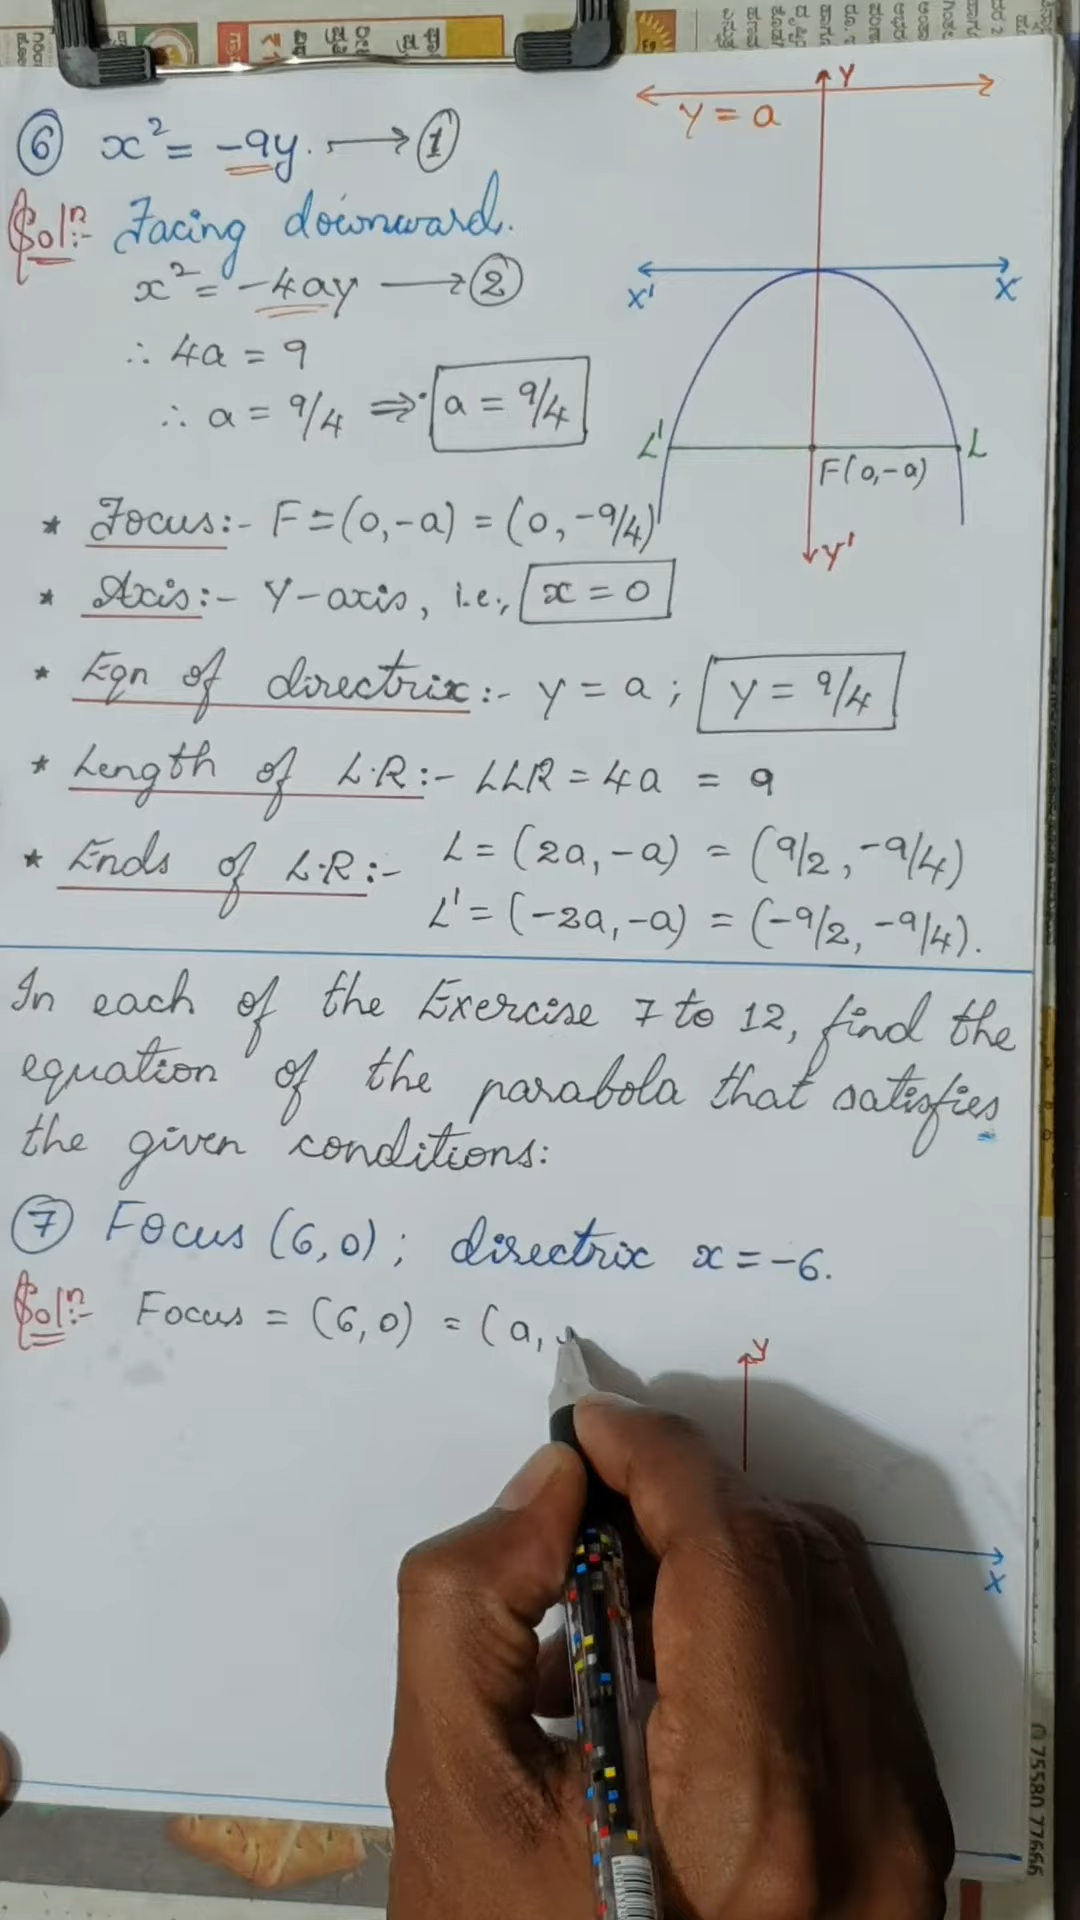 Y
y = a
⑥ x² = -9y. → ①
Solⁿ:- Facing downward.
x² = -4ay → ②
X' X
∴ 4a = 9
∴ a = 9/4 ⇒ a = 9/4
L' L
F(0,-a)
* Focus:- F = (0,-a) = (0, -9/4)
Y'
* Axis:- Y-axis, i.e., x = 0
* Eqn of directrix:- y = a ; y = 9/4
* Length of L.R:- LLR = 4a = 9
* Ends of L.R:- L = (2a, -a) = (9/2, -9/4)
L' = (-2a, -a) = (-9/2, -9/4).
In each of the Exercise 7 to 12, find the
equation of the parabola that satisfies
the given conditions:
⑦ Focus (6,0); directrix x = -6.
Solⁿ:- Focus = (6,0) = (a,
Y
X
75580 77666